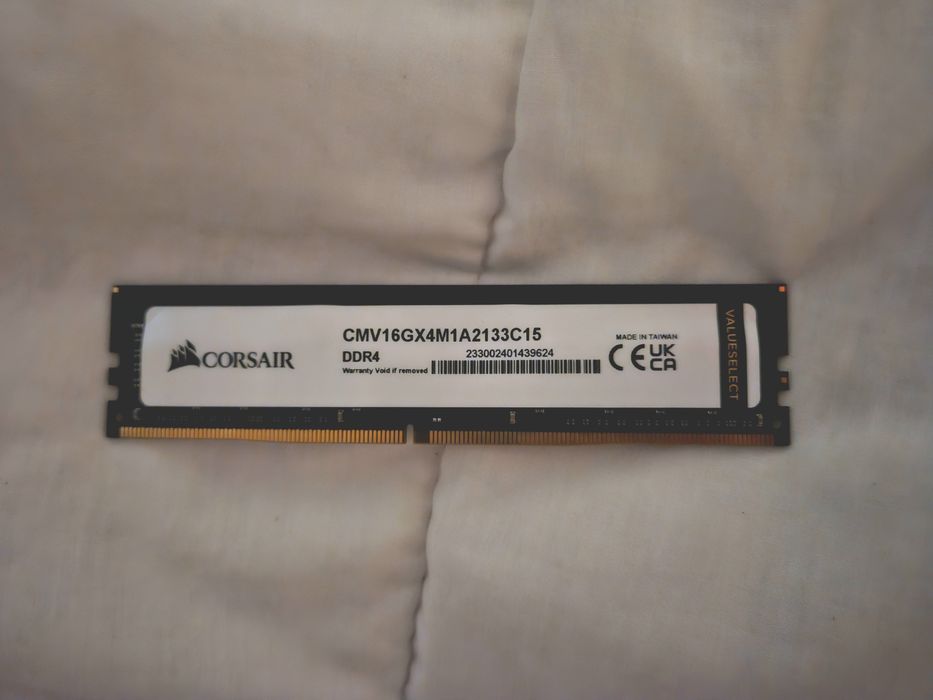 CORSAIR
CMV16GX4M1A2133C15
DDR4
233002401439624
Warranty Void if removed
MADE IN TAIWAN
CE
UK
CA
VALUESELECT